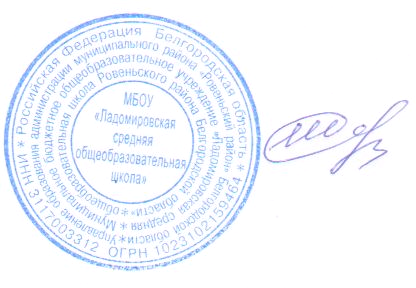 * Российская Федерация Белгородская область *
ИНН 3117003312 ОГРН 1023102159464
Управление образования администрации муниципального района «Ровеньский район» Белгородской области *
Муниципальное бюджетное общеобразовательное учреждение «Ладомировская средняя
общеобразовательная школа Ровеньского района Белгородской области» *
МБОУ
«Ладомировская
средняя
общеобразовательная
школа»